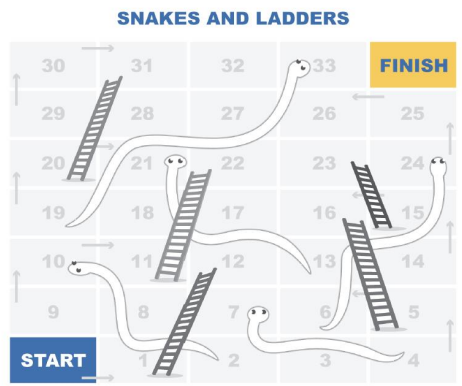 SNAKES AND LADDERS
30 31 32 33 FINISH
29 28 27 26 25
20 21 22 23 24
19 18 17 16 15
10 11 12 13 14
9 8 7 6 5
START 1 2 3 4